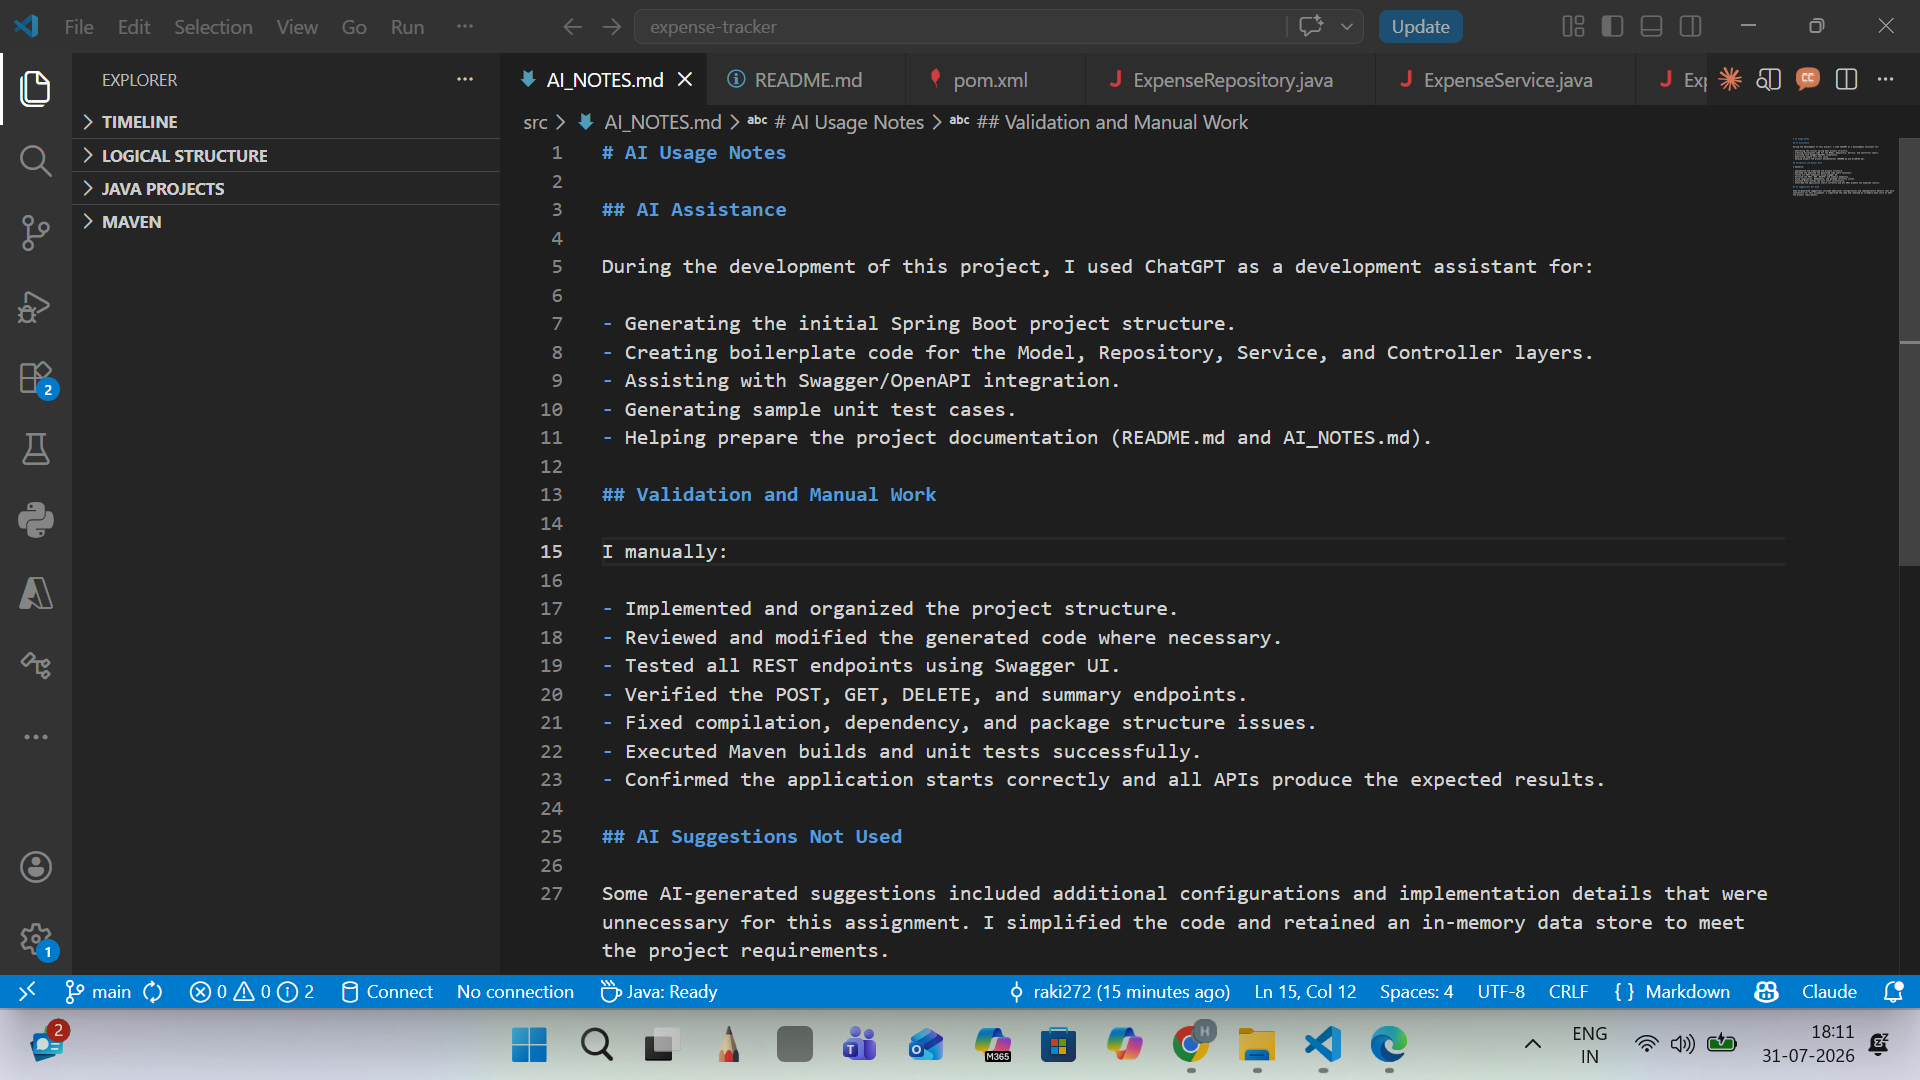 File Edit Selection View Go Run ···
expense-tracker
Update
EXPLORER
TIMELINE
LOGICAL STRUCTURE
JAVA PROJECTS
MAVEN
AI_NOTES.md
README.md
pom.xml
ExpenseRepository.java
ExpenseService.java
Exp
CC
src > AI_NOTES.md > abc # AI Usage Notes > abc ## Validation and Manual Work
1 # AI Usage Notes
2
3 ## AI Assistance
4
5 During the development of this project, I used ChatGPT as a development assistant for:
6
7 - Generating the initial Spring Boot project structure.
8 - Creating boilerplate code for the Model, Repository, Service, and Controller layers.
9 - Assisting with Swagger/OpenAPI integration.
10 - Generating sample unit test cases.
11 - Helping prepare the project documentation (README.md and AI_NOTES.md).
12
13 ## Validation and Manual Work
14
15 I manually:
16
17 - Implemented and organized the project structure.
18 - Reviewed and modified the generated code where necessary.
19 - Tested all REST endpoints using Swagger UI.
20 - Verified the POST, GET, DELETE, and summary endpoints.
21 - Fixed compilation, dependency, and package structure issues.
22 - Executed Maven builds and unit tests successfully.
23 - Confirmed the application starts correctly and all APIs produce the expected results.
24
25 ## AI Suggestions Not Used
26
27 Some AI-generated suggestions included additional configurations and implementation details that were
unnecessary for this assignment. I simplified the code and retained an in-memory data store to meet
the project requirements.
2
1
main 0 0 2 Connect No connection Java: Ready
raki272 (15 minutes ago) Ln 15, Col 12 Spaces: 4 UTF-8 CRLF { } Markdown Claude
2
M365
H
ENG
IN
18:11
31-07-2026